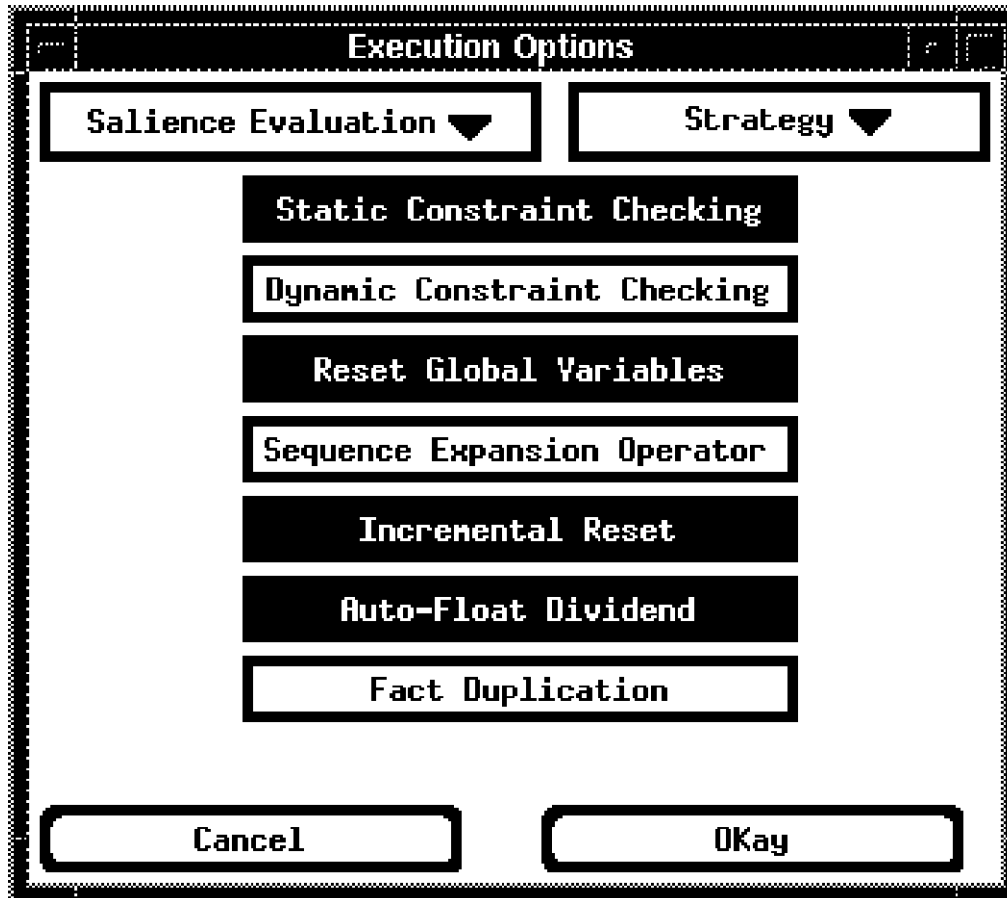 Execution Options
Salience Evaluation
Strategy
Static Constraint Checking
Dynamic Constraint Checking
Reset Global Variables
Sequence Expansion Operator
Incremental Reset
Auto-Float Dividend
Fact Duplication
Cancel
OKay